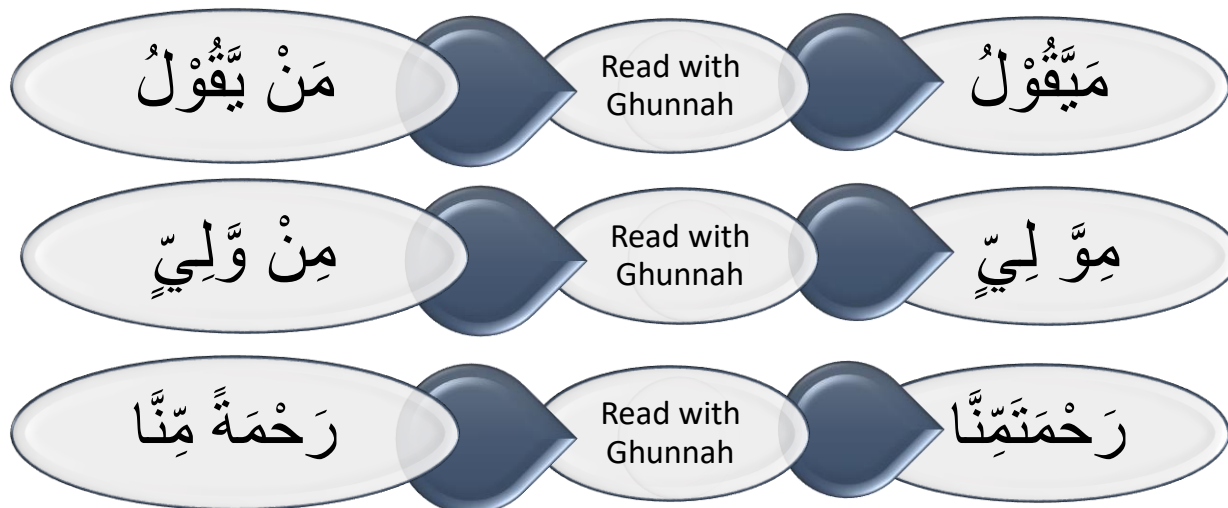 مَنْ يَّقُوْلُ
Read with
Ghunnah
مَيَّقُوْلُ
مِنْ وَّلِيٍّ
Read with
Ghunnah
مِوَّ لِيٍّ
رَحْمَةً مِّنَّا
Read with
Ghunnah
رَحْمَتَمِّنَّا